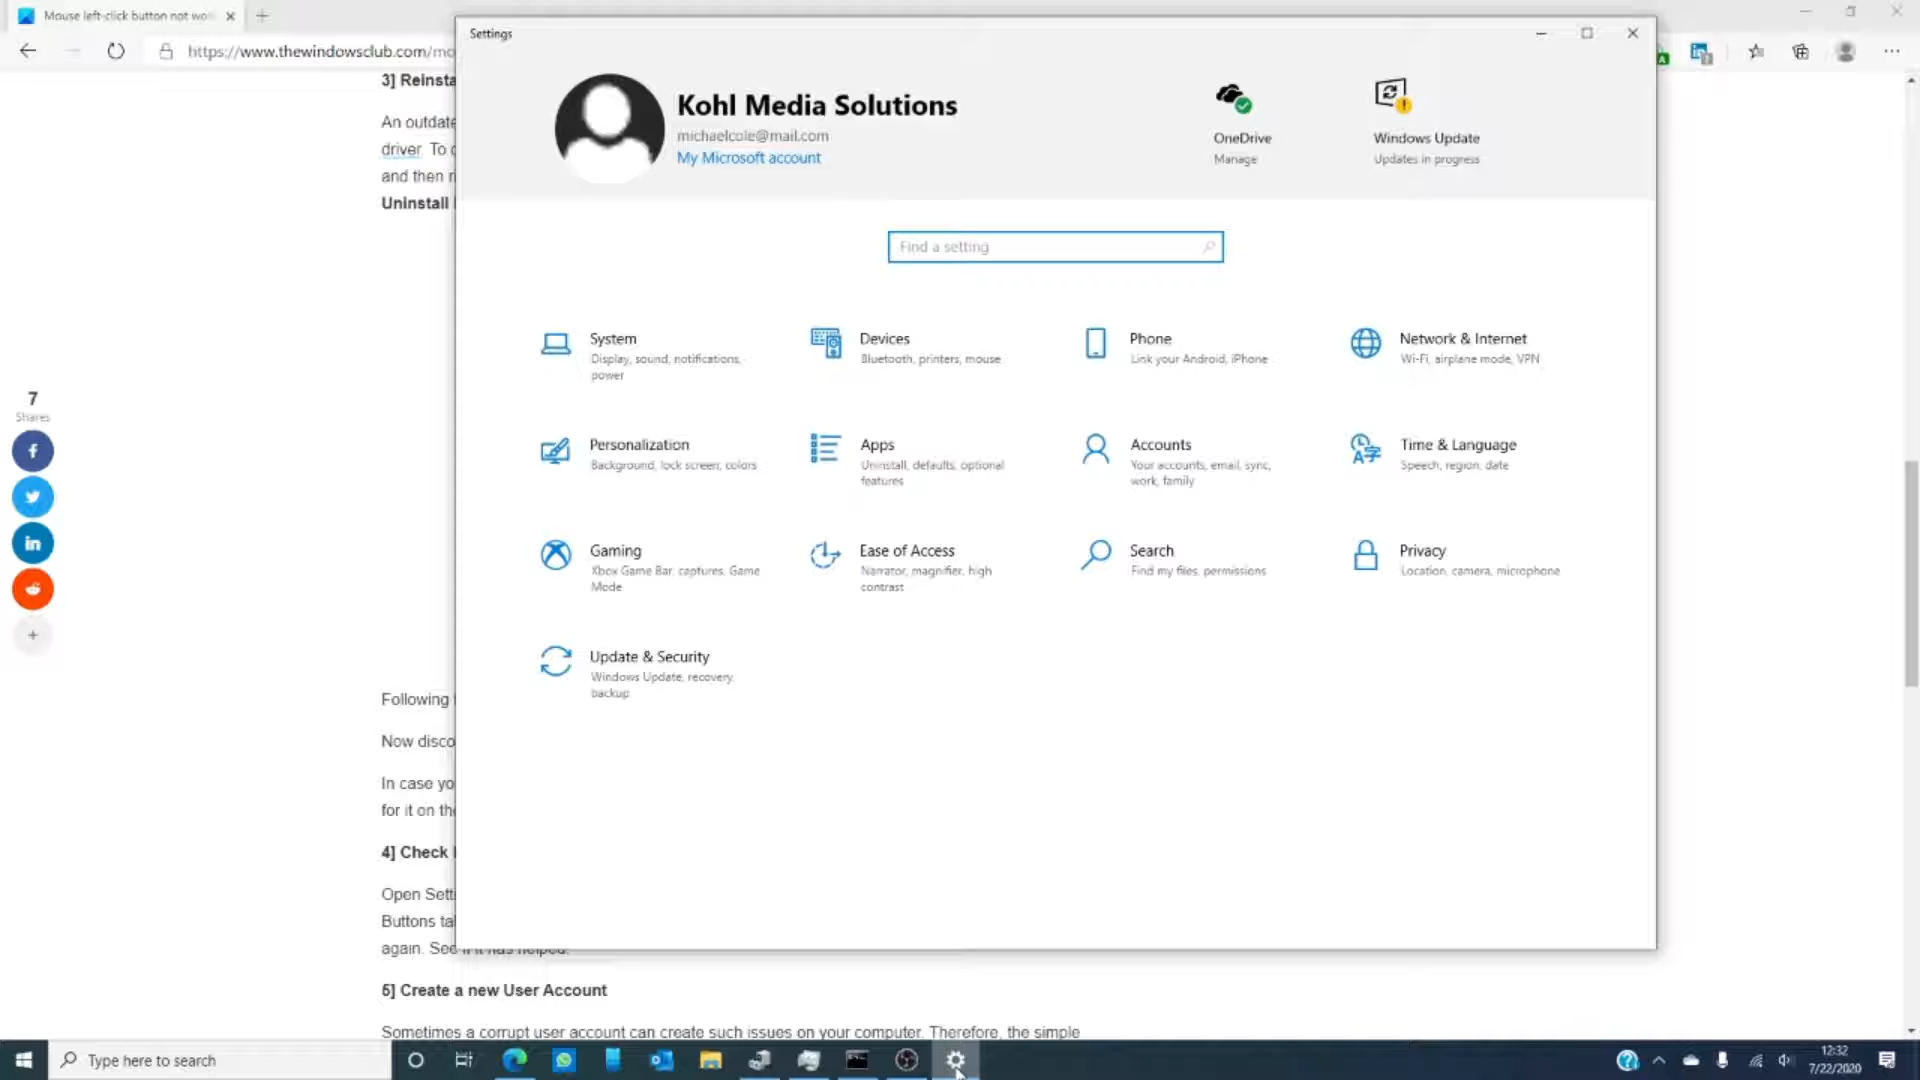 Mouse left-click button not wo
https://www.thewindowsclub.com/mo
3] Reinsta
An outdate
driver. To
and then
Uninstall
7
Shares
Following
Now disco
In case yo
for it on the
4] Check
Open Setti
Buttons ta
again. See if it has helped.
5] Create a new User Account
Sometimes a corrupt user account can create such issues on your computer. Therefore, the simple
Settings
Kohl Media Solutions
michaelcole@mail.com
My Microsoft account
OneDrive
Manage
Windows Update
Updates in progress
Find a setting
System
Display, sound, notifications,
power
Devices
Bluetooth, printers, mouse
Phone
Link your Android, iPhone
Network & Internet
Wi-Fi, airplane mode, VPN
Personalization
Background, lock screen, colors
Apps
Uninstall, defaults, optional
features
Accounts
Your accounts, email, sync,
work, family
Time & Language
Speech, region, date
Gaming
Xbox Game Bar, captures, Game
Mode
Ease of Access
Narrator, magnifier, high
contrast
Search
Find my files, permissions
Privacy
Location, camera, microphone
Update & Security
Windows Update, recovery,
backup
Type here to search
12:32
7/22/2020